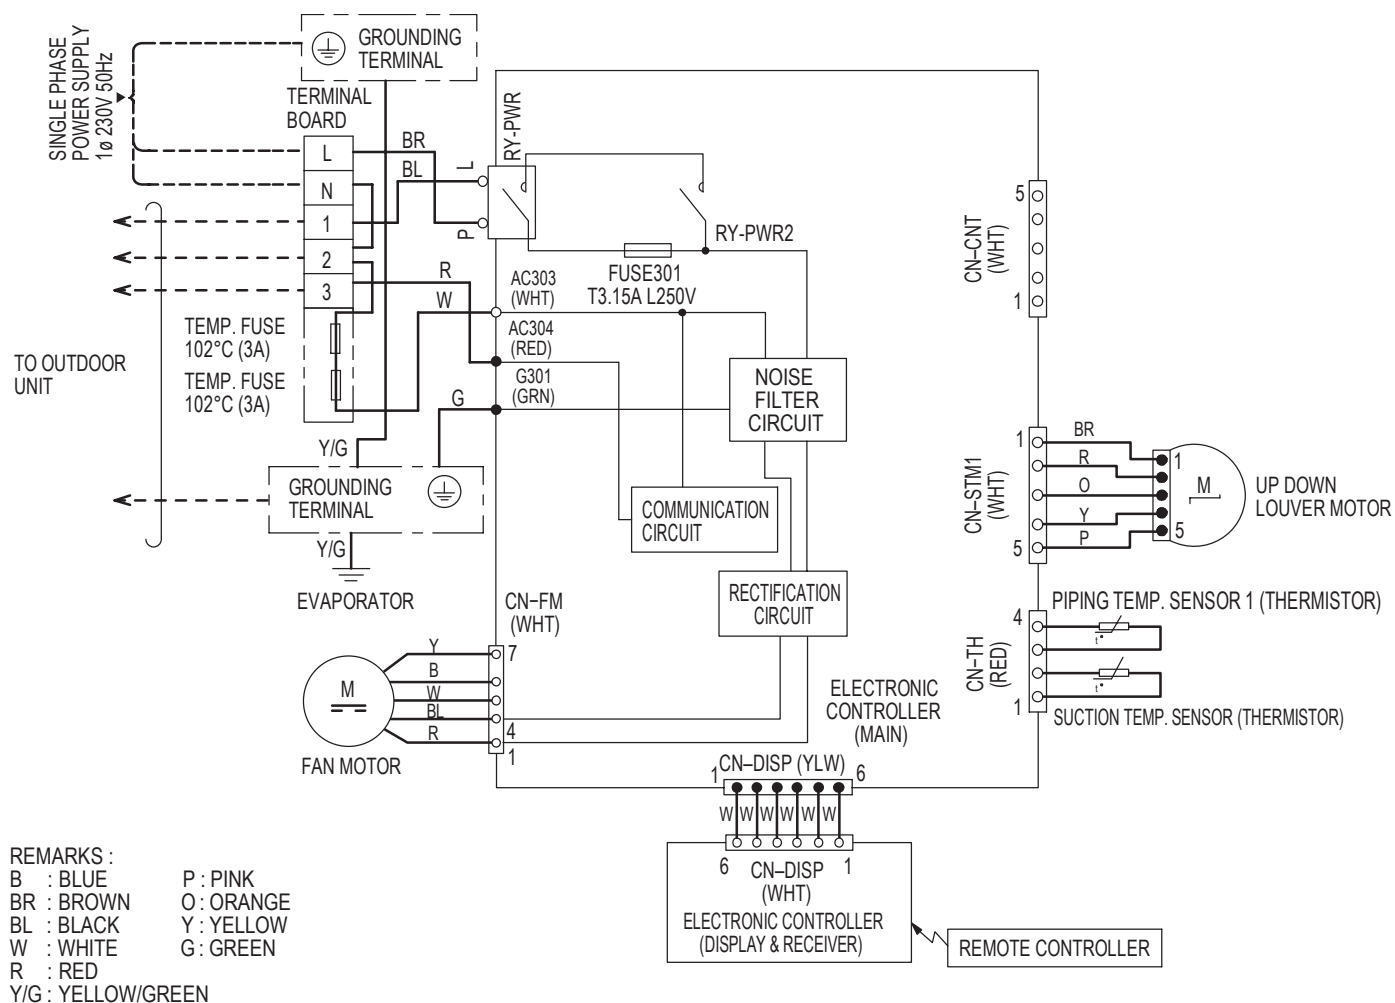 SINGLE PHASE
POWER SUPPLY
1ø 230V 50Hz
GROUNDING
TERMINAL
TERMINAL
BOARD
L
N
1
2
3
BR
BL
R
W
L
P
RY-PWR
RY-PWR2
FUSE301
T3.15A L250V
AC303
(WHT)
AC304
(RED)
G301
(GRN)
G
TEMP. FUSE
102°C (3A)
TEMP. FUSE
102°C (3A)
TO OUTDOOR
UNIT
Y/G
GROUNDING
TERMINAL
Y/G
EVAPORATOR
NOISE
FILTER
CIRCUIT
COMMUNICATION
CIRCUIT
RECTIFICATION
CIRCUIT
5
CN-CNT
(WHT)
1
1
CN-STM1
(WHT)
5
BR
R
O
Y
P
1
5
M
UP DOWN
LOUVER MOTOR
PIPING TEMP. SENSOR 1 (THERMISTOR)
4
CN-TH
(RED)
1
t°
t°
SUCTION TEMP. SENSOR (THERMISTOR)
CN-FM
(WHT)
7
4
1
Y
B
W
BL
R
M
FAN MOTOR
ELECTRONIC
CONTROLLER
(MAIN)
CN-DISP (YLW)
1
6
W W W W W
6
1
CN-DISP
(WHT)
ELECTRONIC CONTROLLER
(DISPLAY & RECEIVER)
REMOTE CONTROLLER
REMARKS :
B : BLUE P : PINK
BR : BROWN O : ORANGE
BL : BLACK Y : YELLOW
W : WHITE G : GREEN
R : RED
Y/G : YELLOW/GREEN